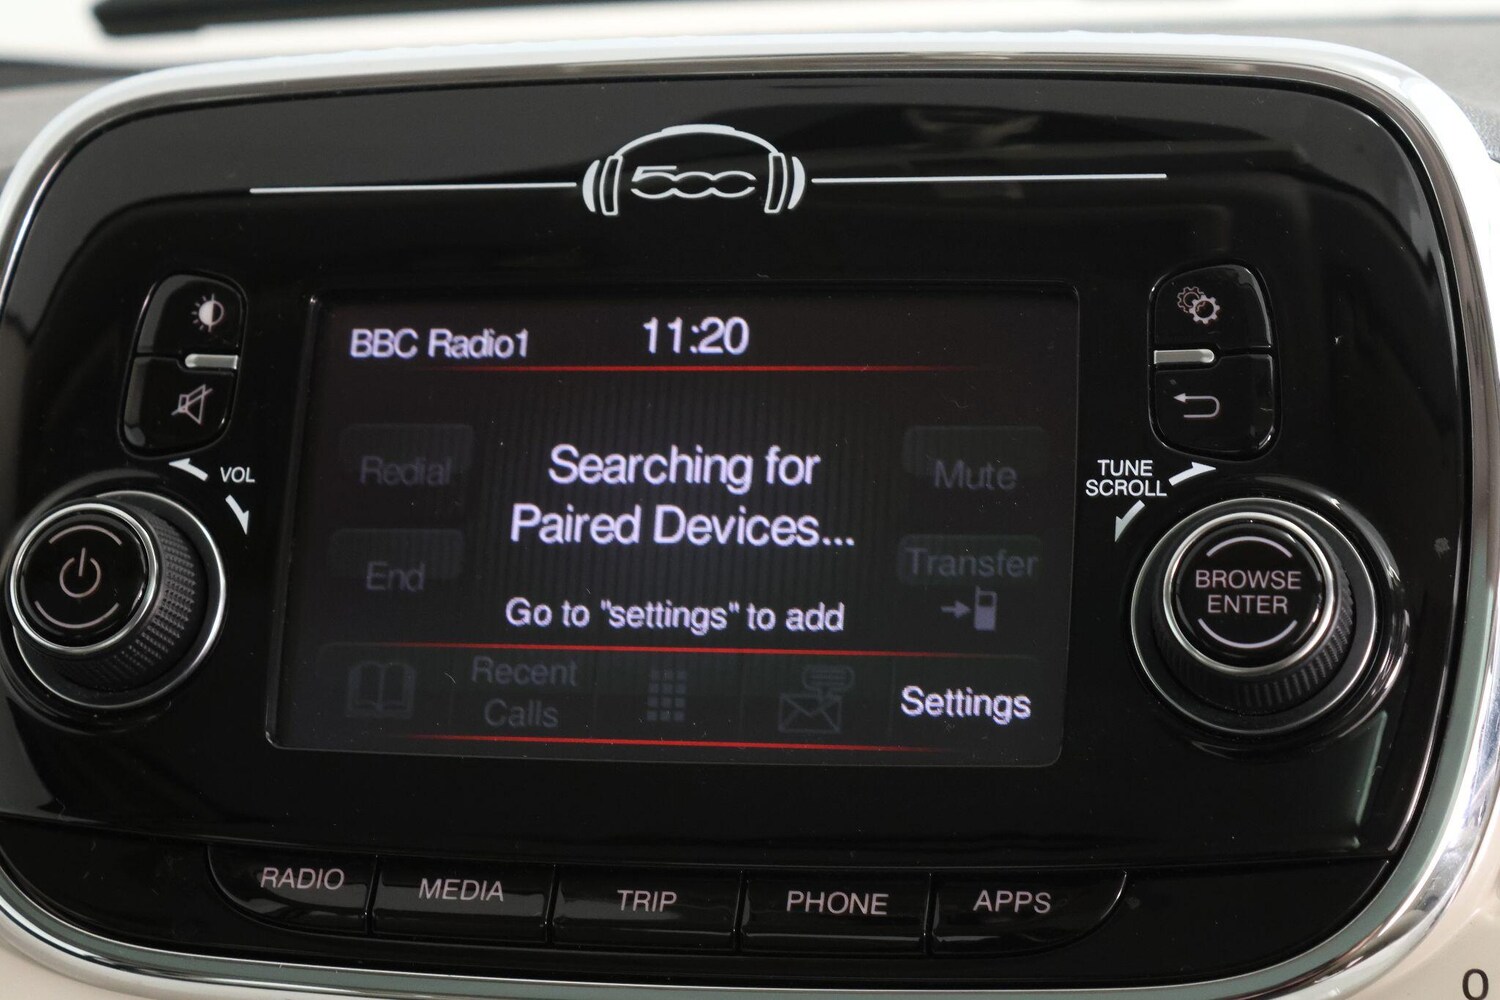 500
BBC Radio1
11:20
Redial
Searching for
Paired Devices...
Mute
End
Transfer
Go to "settings" to add
Recent
Calls
Settings
VOL
TUNE
SCROLL
BROWSE
ENTER
RADIO
MEDIA
TRIP
PHONE
APPS
0